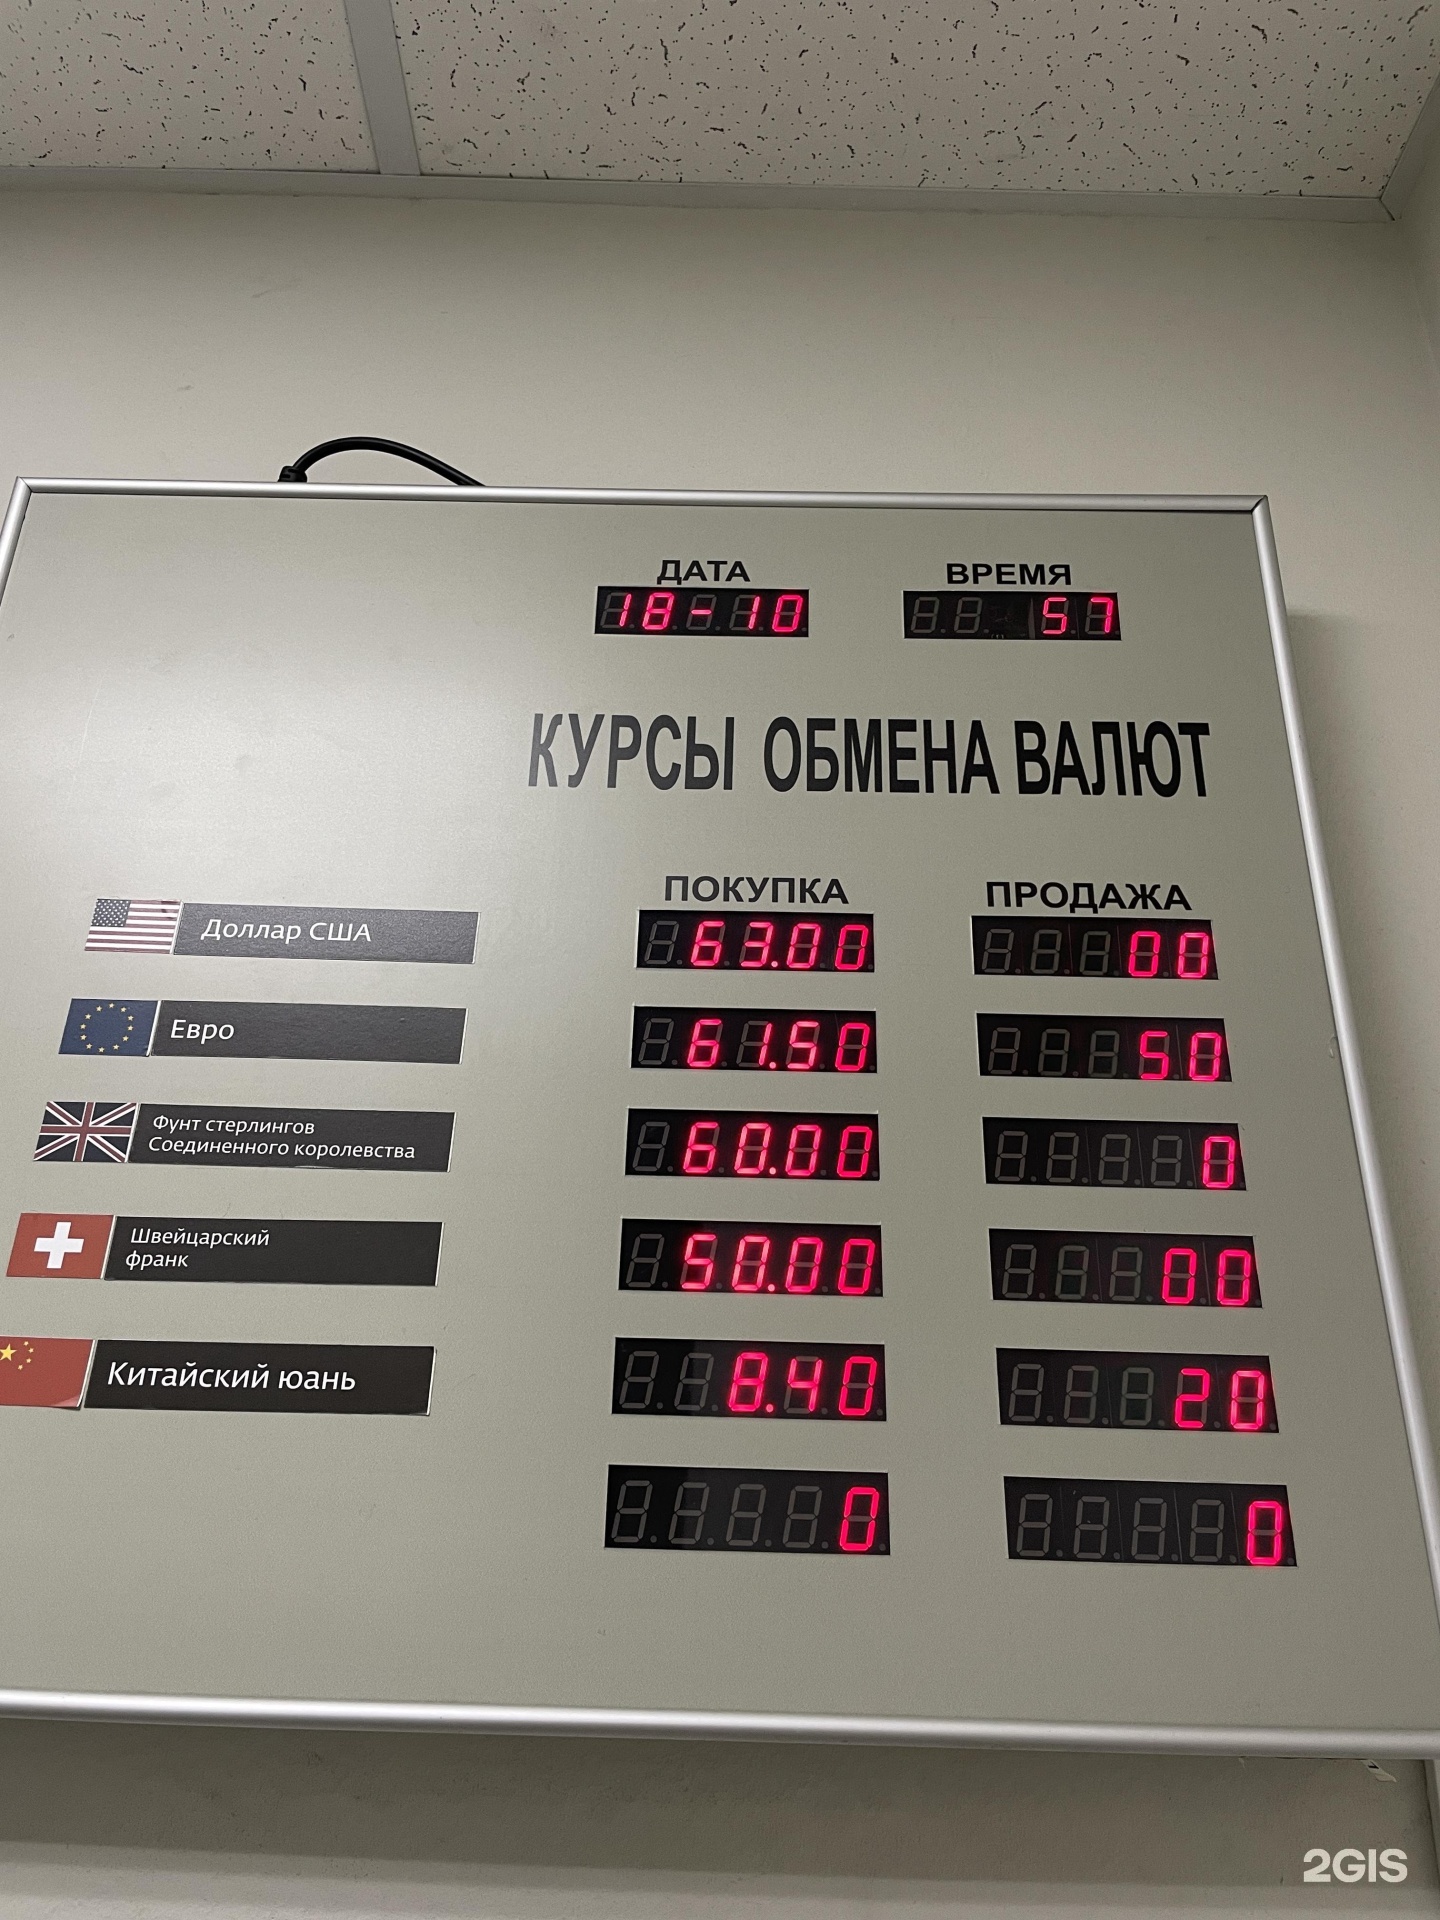 ДАТА ВРЕМЯ
18-10 57
КУРСЫ ОБМЕНА ВАЛЮТ
ПОКУПКА ПРОДАЖА
Доллар США 63.00 00
Евро 61.50 50
Фунт стерлингов
Соединенного королевства 60.00 0
Швейцарский
франк 50.00 00
Китайский юань 8.40 20
0 0
2GIS